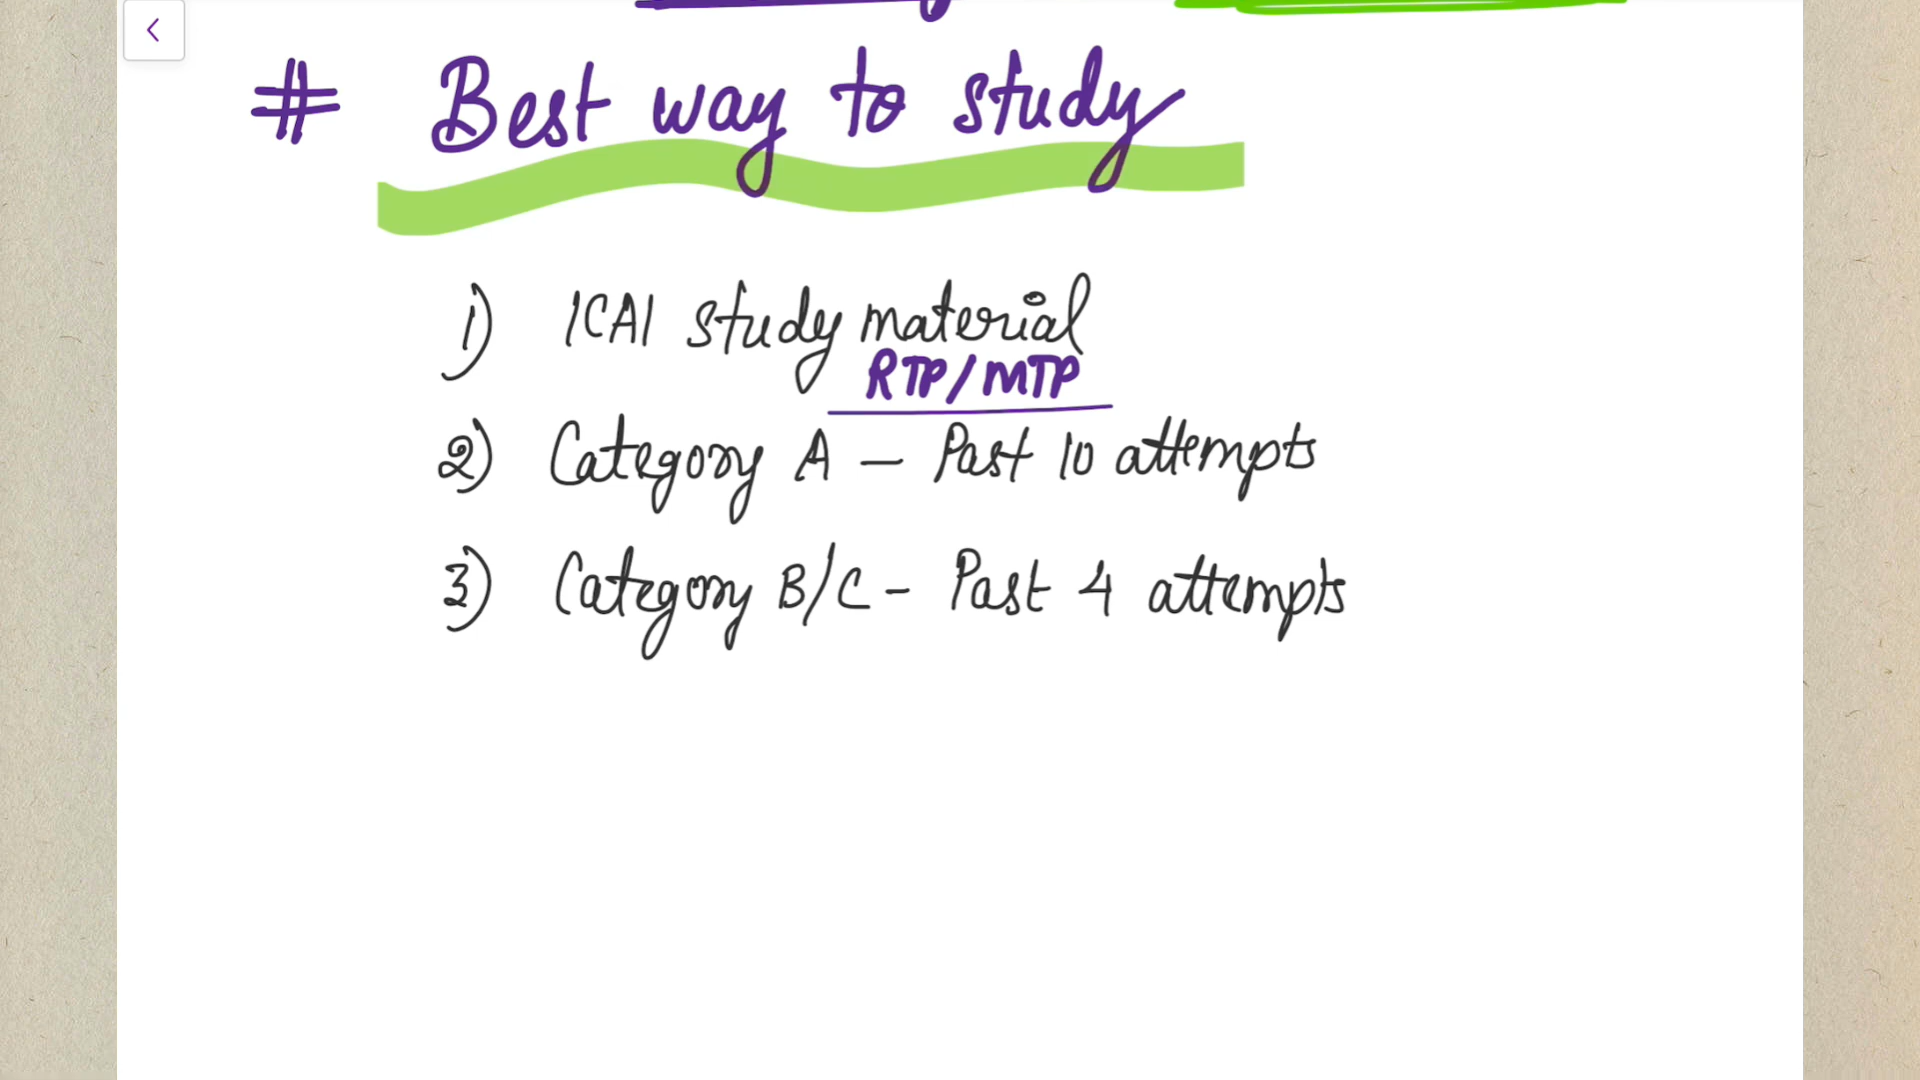 # Best way to study
1) ICAI study material
RTP/MTP
2) Category A - Past 10 attempts
3) Category B/C - Past 4 attempts